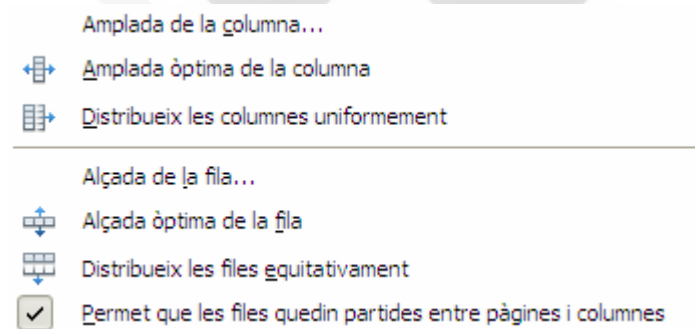 Amplada de la columna...
Amplada òptima de la columna
Distribueix les columnes uniformement
Alçada de la fila...
Alçada òptima de la fila
Distribueix les files equitativament
Permet que les files quedin partides entre pàgines i columnes